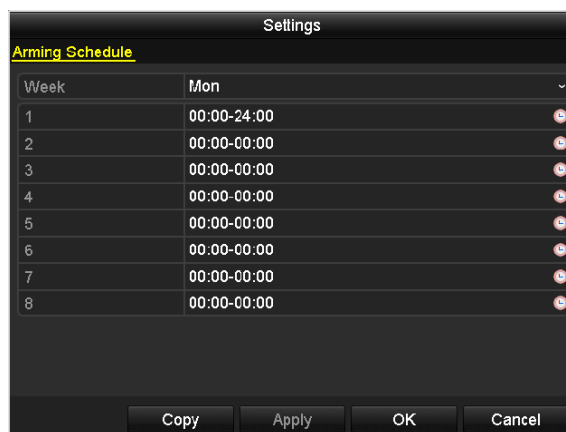 Settings
Arming Schedule
Week Mon
1 00:00-24:00
2 00:00-00:00
3 00:00-00:00
4 00:00-00:00
5 00:00-00:00
6 00:00-00:00
7 00:00-00:00
8 00:00-00:00
Copy Apply OK Cancel